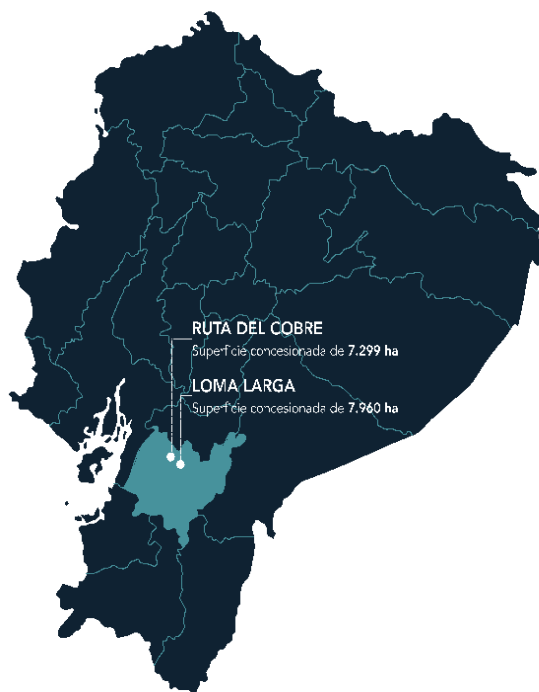 RUTA DEL COBRE
Superficie concesionada de 7.299 ha
LOMA LARGA
Superficie concesionada de 7.960 ha